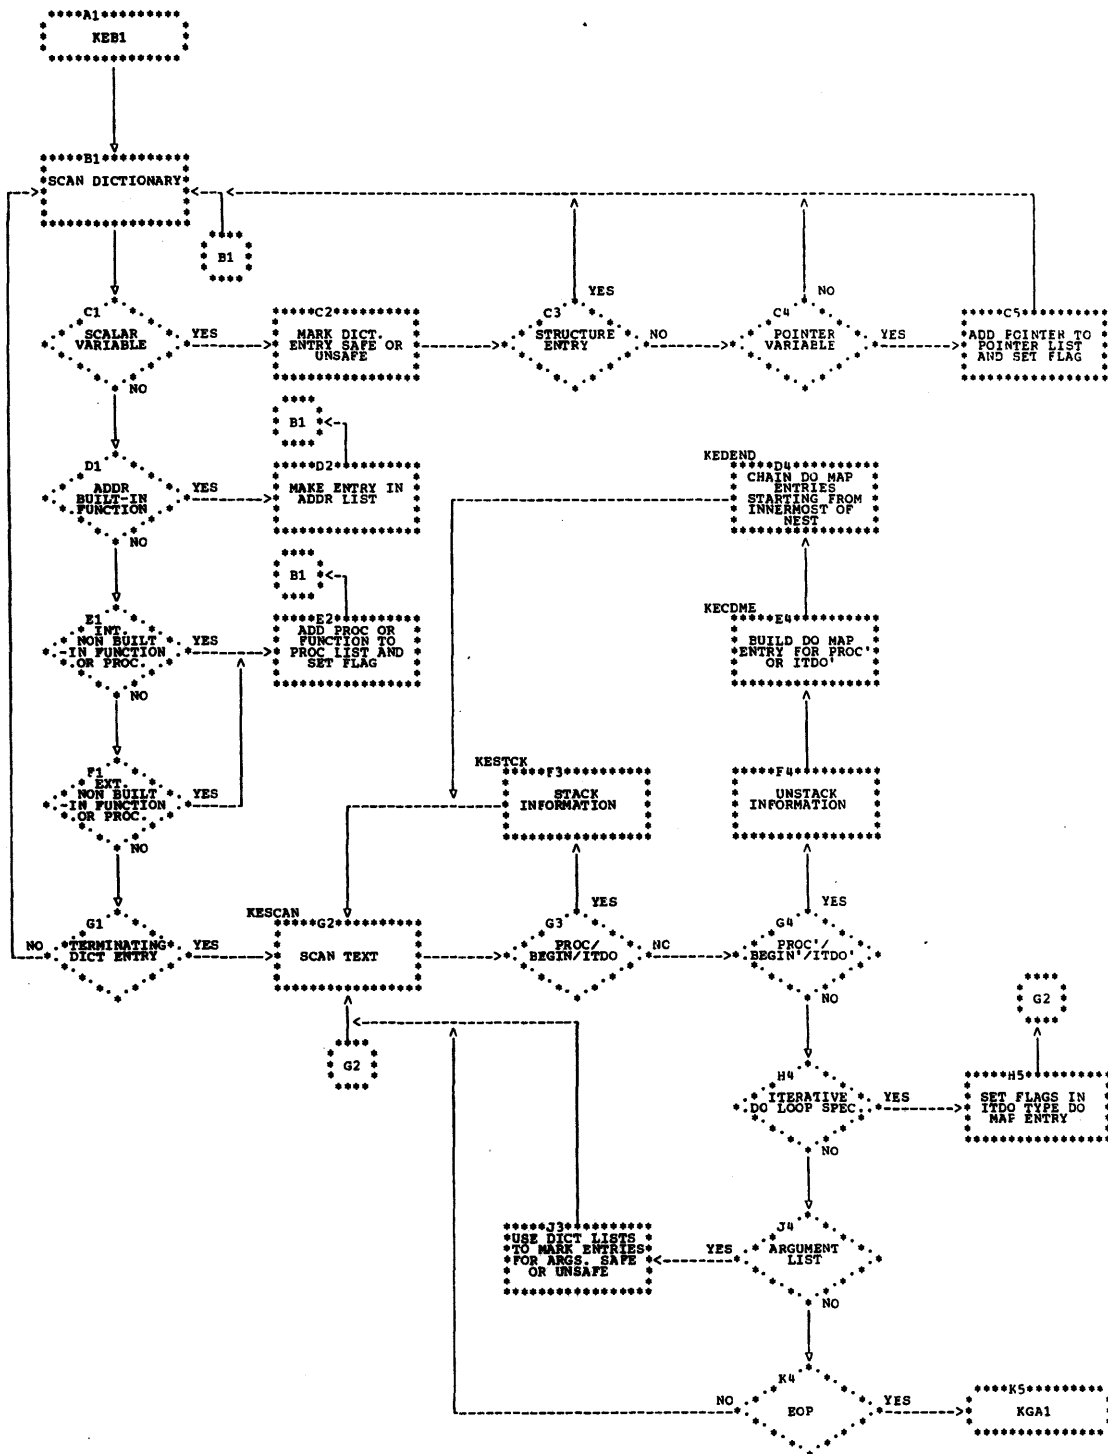 A1
KEB1
B1
SCAN DICTIONARY
B1
C1
SCALAR
VARIABLE
YES
NO
C2
MARK DICT.
ENTRY SAFE OR
UNSAFE
C3
STRUCTURE
ENTRY
YES
NO
C4
POINTER
VARIABLE
NO
YES
C5
ADD POINTER TO
POINTER LIST
AND SET FLAG
B1
D1
ADDR
BUILT-IN
FUNCTION
YES
NO
D2
MAKE ENTRY IN
ADDR LIST
KEDEND
D4
CHAIN DO MAP
ENTRIES
STARTING FROM
INNERMOST OF
NEST
B1
E1
INT.
NON BUILT
-IN FUNCTION
OR PROC.
YES
NO
E2
ADD PROC OR
FUNCTION TO
PROC LIST AND
SET FLAG
KECDME
E4
BUILD DO MAP
ENTRY FOR PROC'
OR ITDO'
F1
EXT.
NON BUILT
-IN FUNCTION
OR PROC.
YES
NO
KESTCK
F3
STACK
INFORMATION
F4
UNSTACK
INFORMATION
G1
TERMINATING
DICT ENTRY
NO
YES
KESCAN
G2
SCAN TEXT
G3
PROC/
BEGIN/ITDO
YES
NO
G4
PROC'/
BEGIN'/ITDO'
YES
NO
G2
G2
H4
ITERATIVE
DO LOOP SPEC.
YES
NO
H5
SET FLAGS IN
ITDO TYPE DO
MAP ENTRY
J3
USE DICT LISTS
TO MARK ENTRIES
FOR ARGS. SAFE
OR UNSAFE
J4
ARGUMENT
LIST
YES
NO
K4
EOP
NO
YES
K5
KGA1